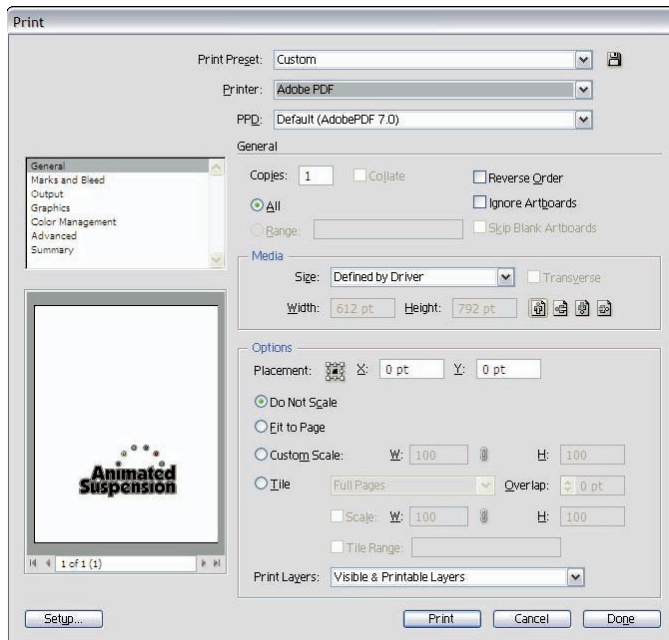 Print
Print Preset: Custom
Printer: Adobe PDF
PPD: Default (AdobePDF 7.0)
General
Marks and Bleed
Output
Graphics
Color Management
Advanced
Summary
General
Copies: 1 Collate Reverse Order
All Ignore Artboards
Range: Skip Blank Artboards
Media
Size: Defined by Driver Transverse
Width: 612 pt Height: 792 pt
Options
Placement: X: 0 pt Y: 0 pt
Do Not Scale
Fit to Page
Custom Scale: W: 100 H: 100
Tile Full Pages Overlap: 0 pt
Scale: W: 100 H: 100
Tile Range:
Print Layers: Visible & Printable Layers
Animated
Suspension
1 of 1 (1)
Setup... Print Cancel Done